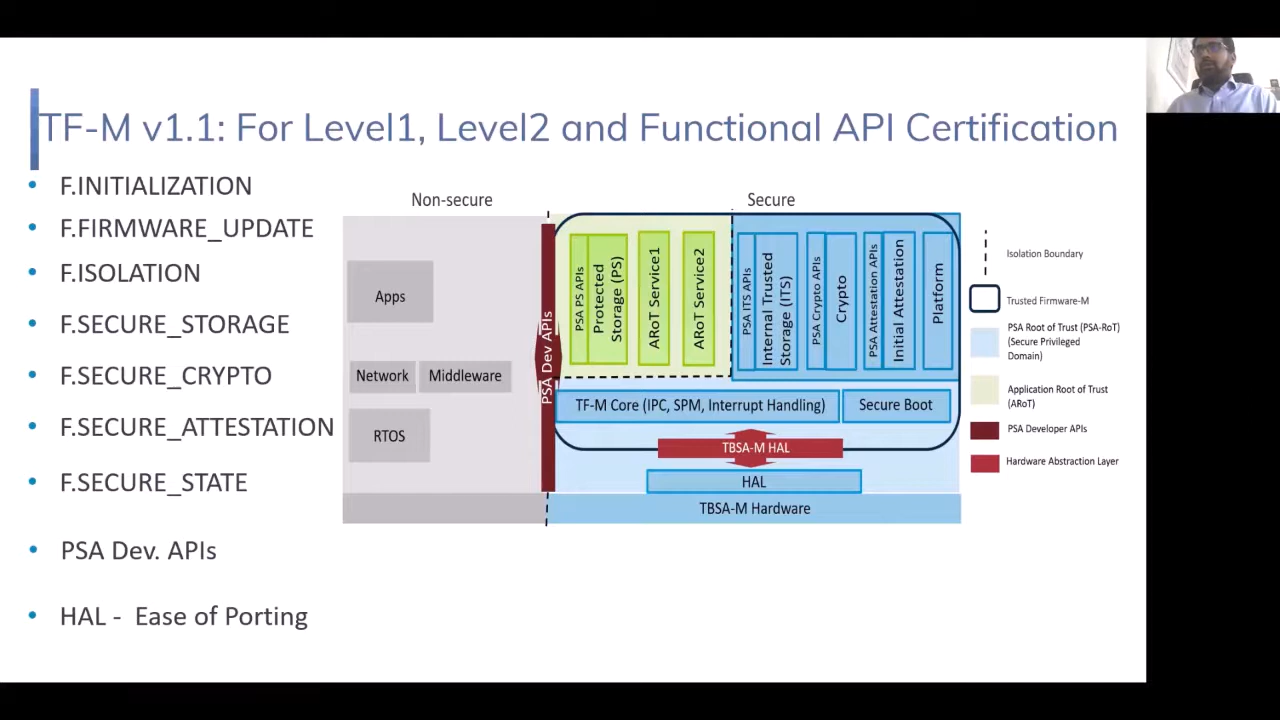 TF-M v1.1: For Level1, Level2 and Functional API Certification
F.INITIALIZATION
F.FIRMWARE_UPDATE
F.ISOLATION
F.SECURE_STORAGE
F.SECURE_CRYPTO
F.SECURE_ATTESTATION
F.SECURE_STATE
PSA Dev. APIs
HAL - Ease of Porting
Non-secure
Secure
Apps
Network
Middleware
RTOS
PSA Dev APIs
PSA PS APIs
Protected
Storage (PS)
ARoT Service1
ARoT Service2
PSA ITS APIs
Internal Trusted
Storage (ITS)
PSA Crypto APIs
Crypto
PSA Attestation APIs
Initial Attestation
Platform
TF-M Core (IPC, SPM, Interrupt Handling)
Secure Boot
TBSA-M HAL
HAL
TBSA-M Hardware
Isolation Boundary
Trusted Firmware-M
PSA Root of Trust (PSA-RoT)
(Secure Privileged
Domain)
Application Root of Trust
(ARoT)
PSA Developer APIs
Hardware Abstraction Layer